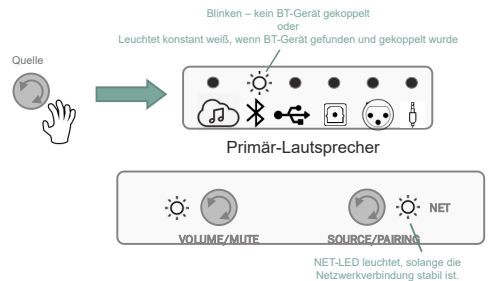 Blinken – kein BT-Gerät gekoppelt
oder
Leuchtet konstant weiß, wenn BT-Gerät gefunden und gekoppelt wurde
Quelle
Primär-Lautsprecher
NET
VOLUME/MUTE
SOURCE/PAIRING
NET-LED leuchtet, solange die
Netzwerkverbindung stabil ist.